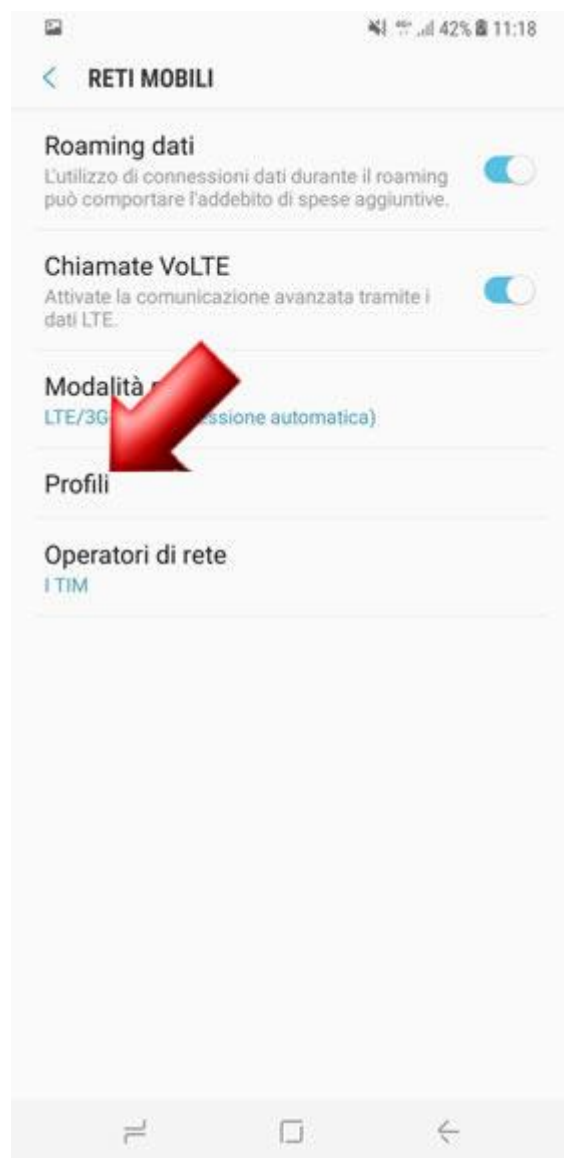 42% 11:18
RETI MOBILI
Roaming dati
L'utilizzo di connessioni dati durante il roaming
può comportare l'addebito di spese aggiuntive.
Chiamate VoLTE
Attivate la comunicazione avanzata tramite i
dati LTE.
Modalità
LTE/3G automatica)
Profili
Operatori di rete
I TIM